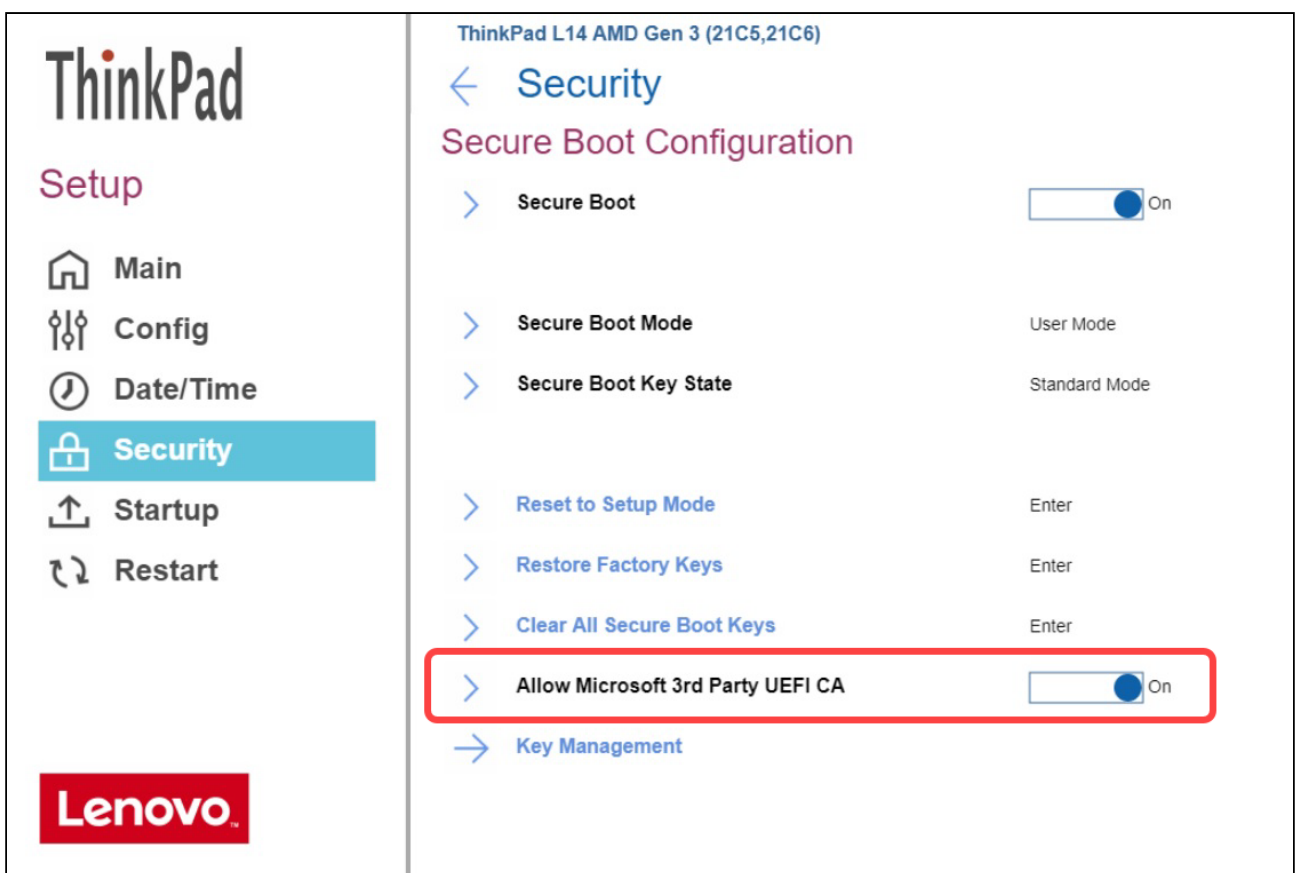 ThinkPad
Setup
Main
Config
Date/Time
Security
Startup
Restart
Lenovo™
ThinkPad L14 AMD Gen 3 (21C5,21C6)
Security
Secure Boot Configuration
Secure Boot On
Secure Boot Mode User Mode
Secure Boot Key State Standard Mode
Reset to Setup Mode Enter
Restore Factory Keys Enter
Clear All Secure Boot Keys Enter
Allow Microsoft 3rd Party UEFI CA On
Key Management